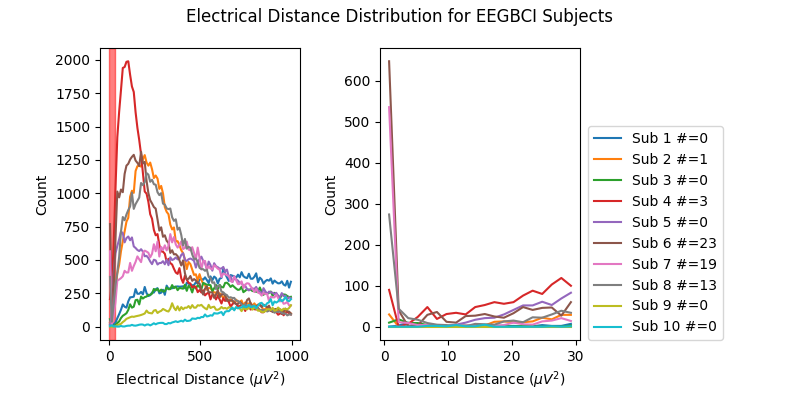 Electrical Distance Distribution for EEGBCI Subjects
2000
1750
1500
1250
1000
750
500
250
0
Count
0 500 1000
Electrical Distance (μV²)
600
500
400
300
200
100
0
Count
0 10 20 30
Electrical Distance (μV²)
Sub 1 #=0
Sub 2 #=1
Sub 3 #=0
Sub 4 #=3
Sub 5 #=0
Sub 6 #=23
Sub 7 #=19
Sub 8 #=13
Sub 9 #=0
Sub 10 #=0